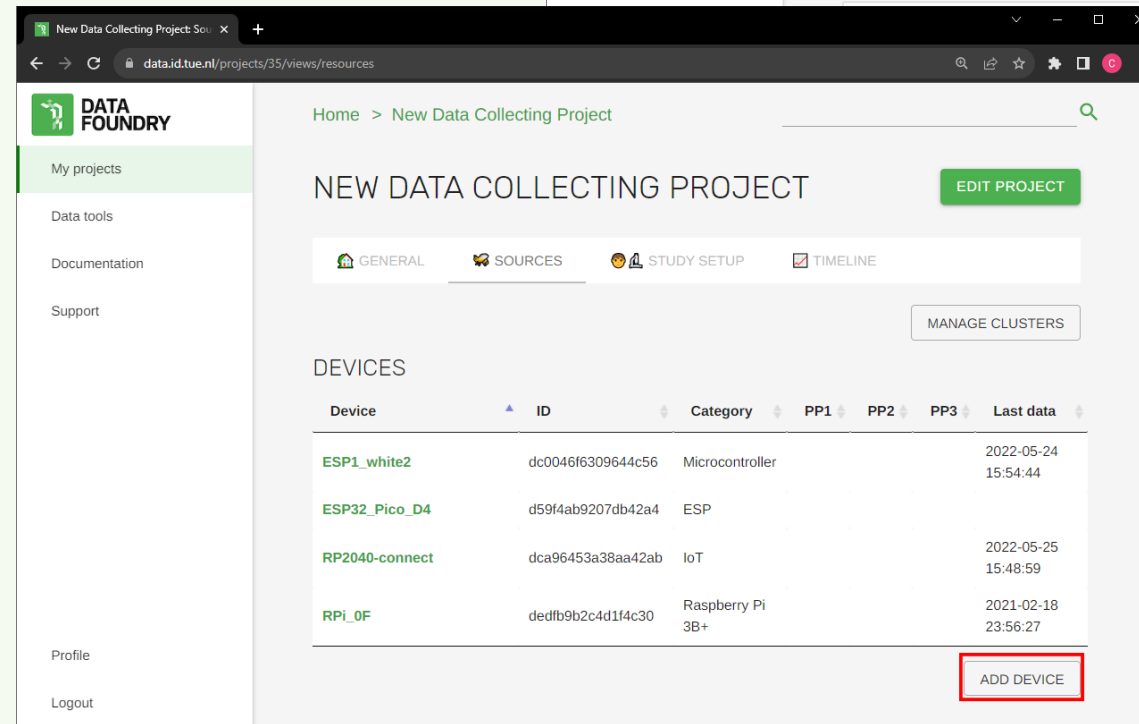 New Data Collecting Project: Sou
data.id.tue.nl/projects/35/views/resources
C
DATA
FOUNDRY
My projects
Data tools
Documentation
Support
Profile
Logout
Home > New Data Collecting Project
NEW DATA COLLECTING PROJECT
EDIT PROJECT
GENERAL SOURCES STUDY SETUP TIMELINE
MANAGE CLUSTERS
DEVICES
Device ID Category PP1 PP2 PP3 Last data
ESP1_white2 dc0046f6309644c56 Microcontroller 2022-05-24
15:54:44
ESP32_Pico_D4 d59f4ab9207db42a4 ESP
RP2040-connect dca96453a38aa42ab IoT 2022-05-25
15:48:59
RPi_0F dedfb9b2c4d1f4c30 Raspberry Pi 2021-02-18
3B+ 23:56:27
ADD DEVICE